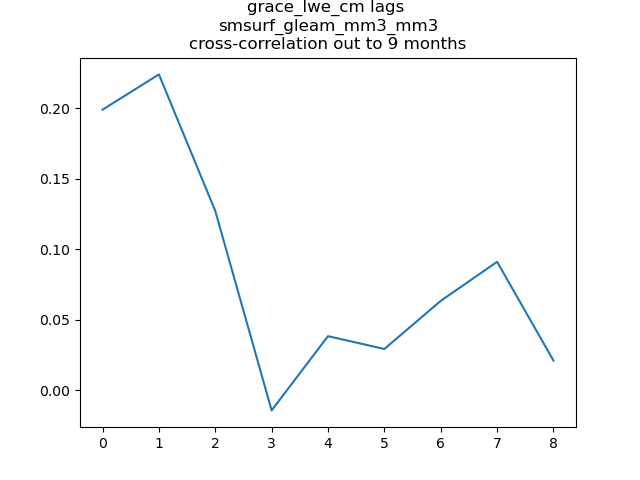 grace_lwe_cm lags
smsurf_gleam_mm3_mm3
cross-correlation out to 9 months
0.20
0.15
0.10
0.05
0.00
0 1 2 3 4 5 6 7 8